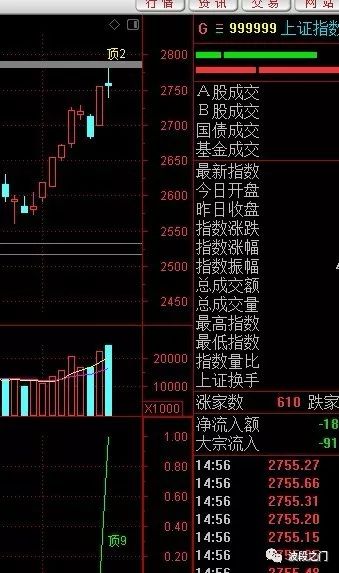 行情 资讯 交易 网站
G 三 999999 上证指数
顶2
2800
2750
2700
2650
2600
2550
2500
2450
20000
10000
X1000
1.00
0.80
0.60
0.40
0.20
顶9
A股成交
B股成交
国债成交
基金成交
最新指数
今日开盘
昨日收盘
指数涨跌
指数涨幅
指数振幅
总成交额
总成交量
最高指数
最低指数
指数量比
上证换手
涨家数 610 跌家
净流入额 -18
大宗流入 -91
14:56 2755.27
14:56 2755.66
14:56 2755.31
14:56 2755.20
14:56 2755.15
14:56
14:56 2755.48
波段之门